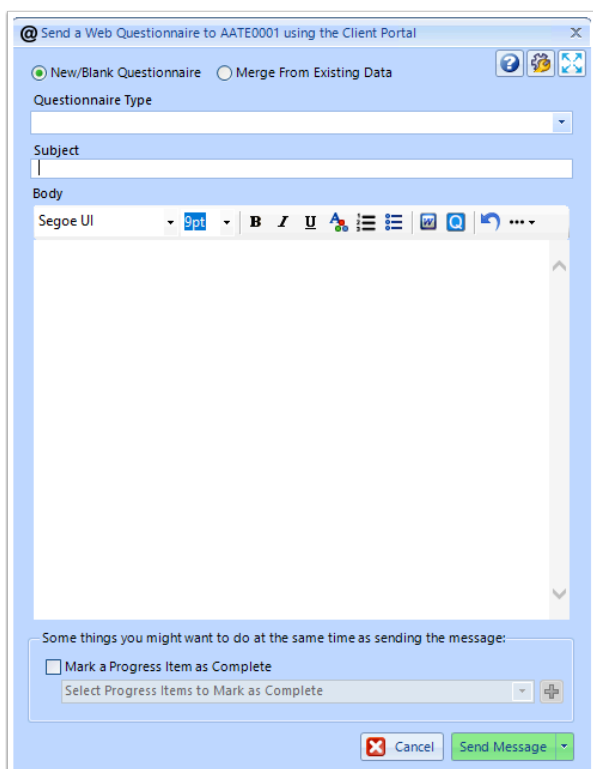 @ Send a Web Questionnaire to AATE0001 using the Client Portal X
New/Blank Questionnaire Merge From Existing Data ?
Questionnaire Type
Subject
Body
Segoe UI 9pt B I U W Q
Some things you might want to do at the same time as sending the message:
Mark a Progress Item as Complete
Select Progress Items to Mark as Complete
Cancel Send Message